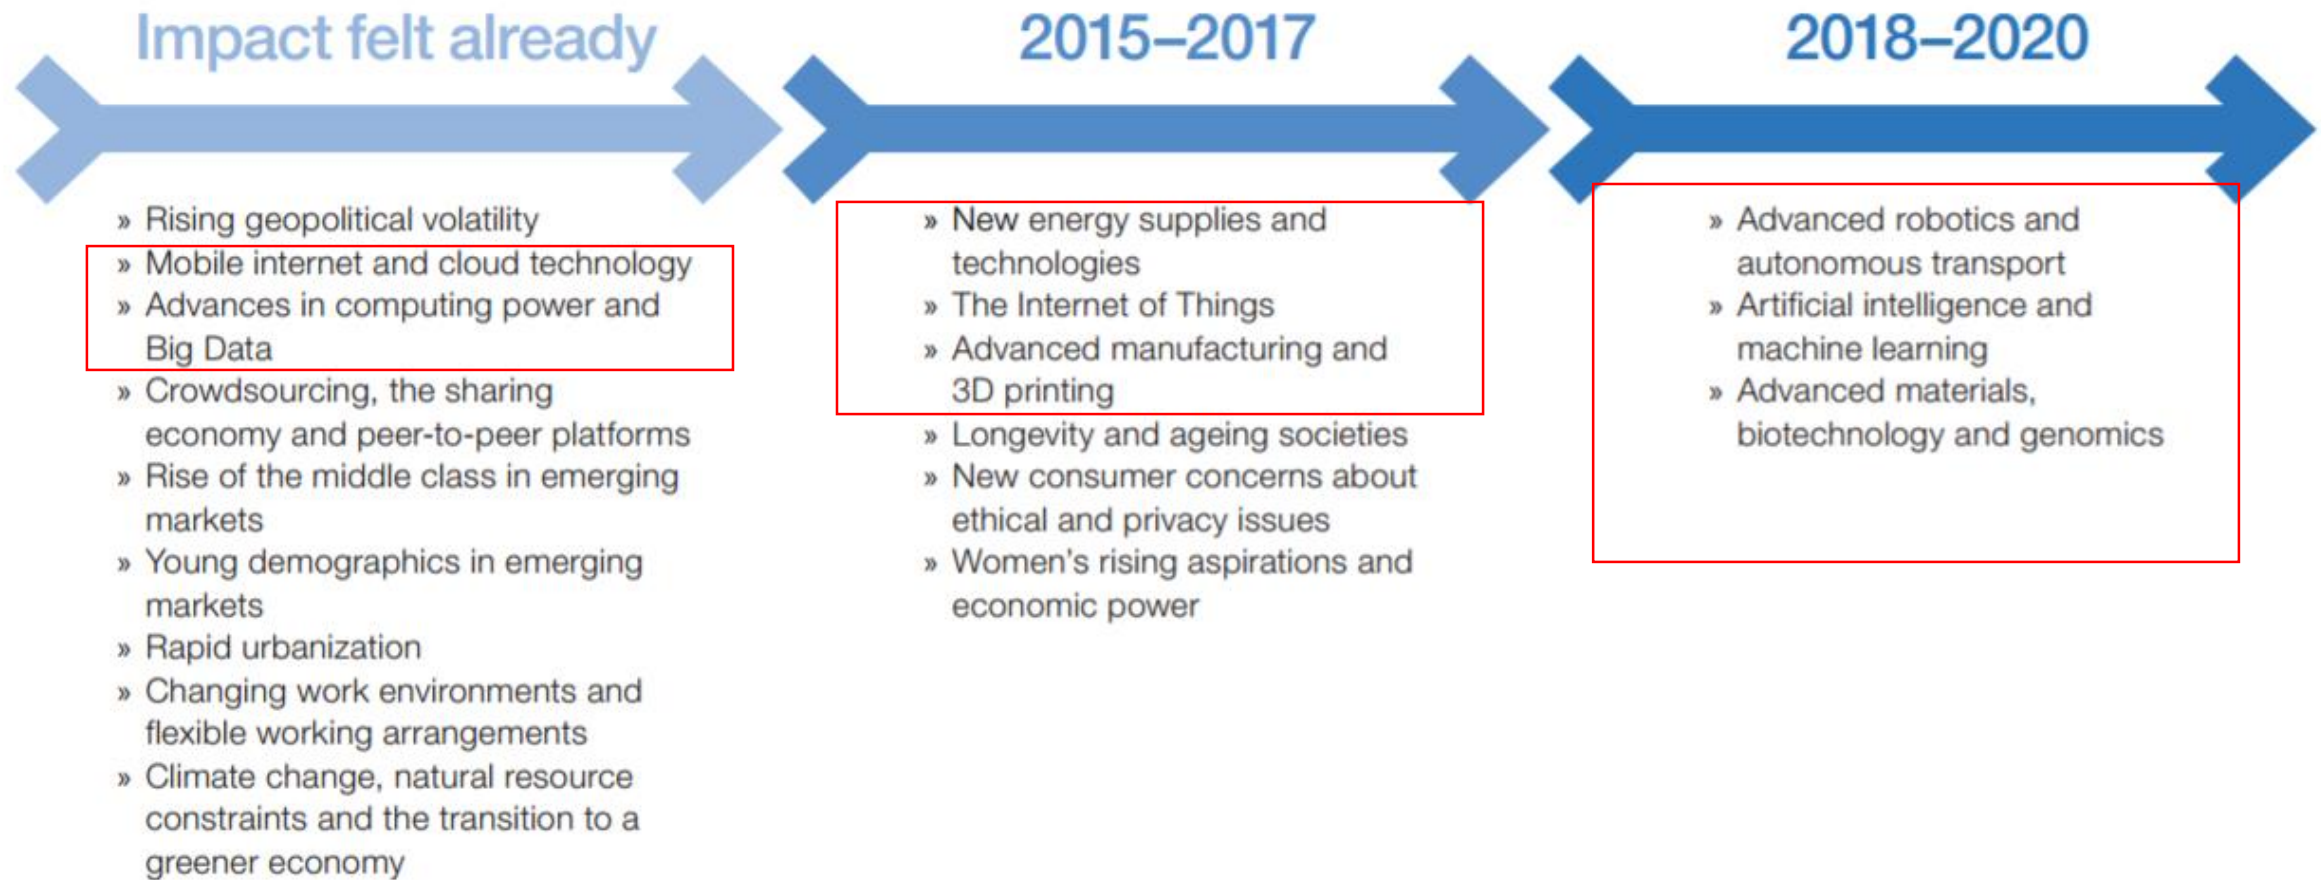 Impact felt already
» Rising geopolitical volatility
» Mobile internet and cloud technology
» Advances in computing power and
Big Data
» Crowdsourcing, the sharing
economy and peer-to-peer platforms
» Rise of the middle class in emerging
markets
» Young demographics in emerging
markets
» Rapid urbanization
» Changing work environments and
flexible working arrangements
» Climate change, natural resource
constraints and the transition to a
greener economy
2015–2017
» New energy supplies and
technologies
» The Internet of Things
» Advanced manufacturing and
3D printing
» Longevity and ageing societies
» New consumer concerns about
ethical and privacy issues
» Women's rising aspirations and
economic power
2018–2020
» Advanced robotics and
autonomous transport
» Artificial intelligence and
machine learning
» Advanced materials,
biotechnology and genomics